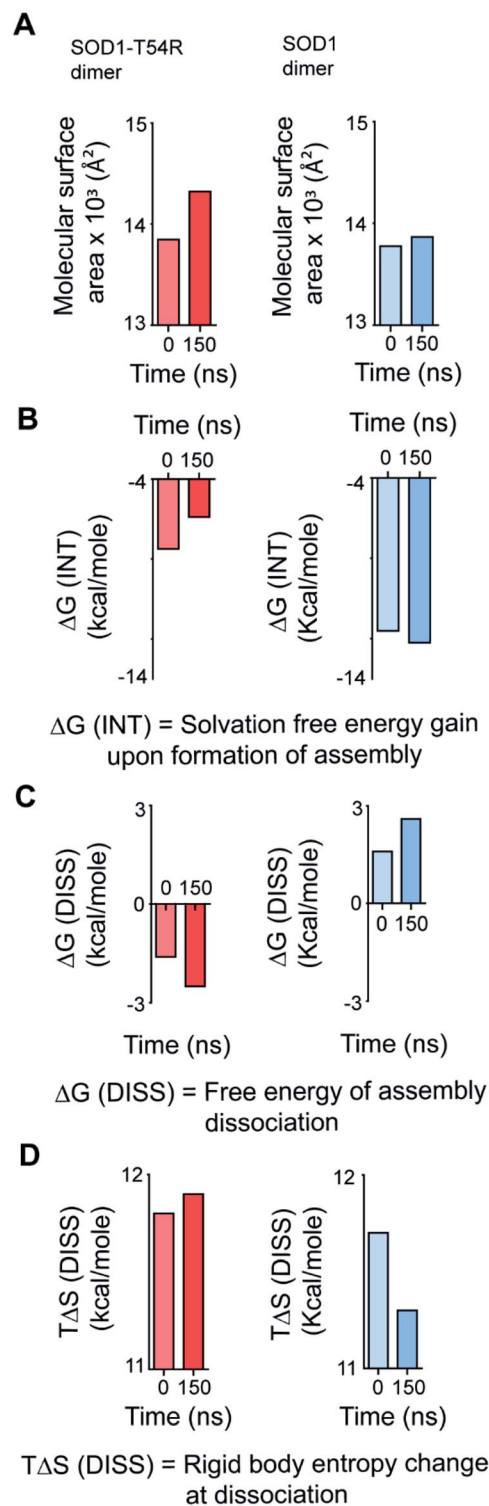 A
SOD1-T54R
dimer
SOD1
dimer
Molecular surface
area x 10³ (Å²)
15
14
13
0 150
Time (ns)
Molecular surface
area x 10³ (Å²)
15
14
13
0 150
Time (ns)
B
Time (ns)
0 150
-4
-14
ΔG (INT)
(kcal/mole)
Time (ns)
0 150
-4
-14
ΔG (INT)
(Kcal/mole)
ΔG (INT) = Solvation free energy gain
upon formation of assembly
C
ΔG (DISS)
(kcal/mole)
3
0
-3
0 150
Time (ns)
ΔG (DISS)
(Kcal/mole)
3
0
-3
0 150
Time (ns)
ΔG (DISS) = Free energy of assembly
dissociation
D
TΔS (DISS)
(kcal/mole)
12
11
0 150
Time (ns)
TΔS (DISS)
(Kcal/mole)
12
11
0 150
Time (ns)
TΔS (DISS) = Rigid body entropy change
at dissociation